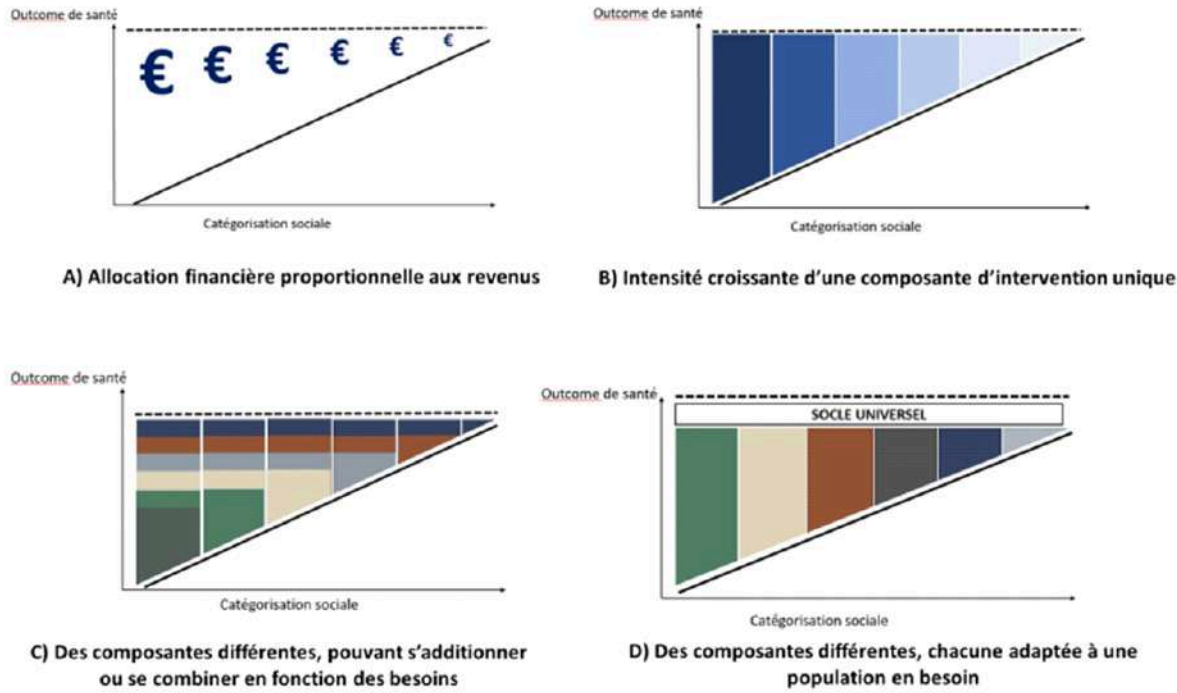 Outcome de santé
€ € € € € €
Catégorisation sociale
A) Allocation financière proportionnelle aux revenus
Outcome de santé
Catégorisation sociale
B) Intensité croissante d’une composante d’intervention unique
Outcome de santé
Catégorisation sociale
C) Des composantes différentes, pouvant s’additionner
ou se combiner en fonction des besoins
Outcome de santé
SOCLE UNIVERSEL
Catégorisation sociale
D) Des composantes différentes, chacune adaptée à une
population en besoin